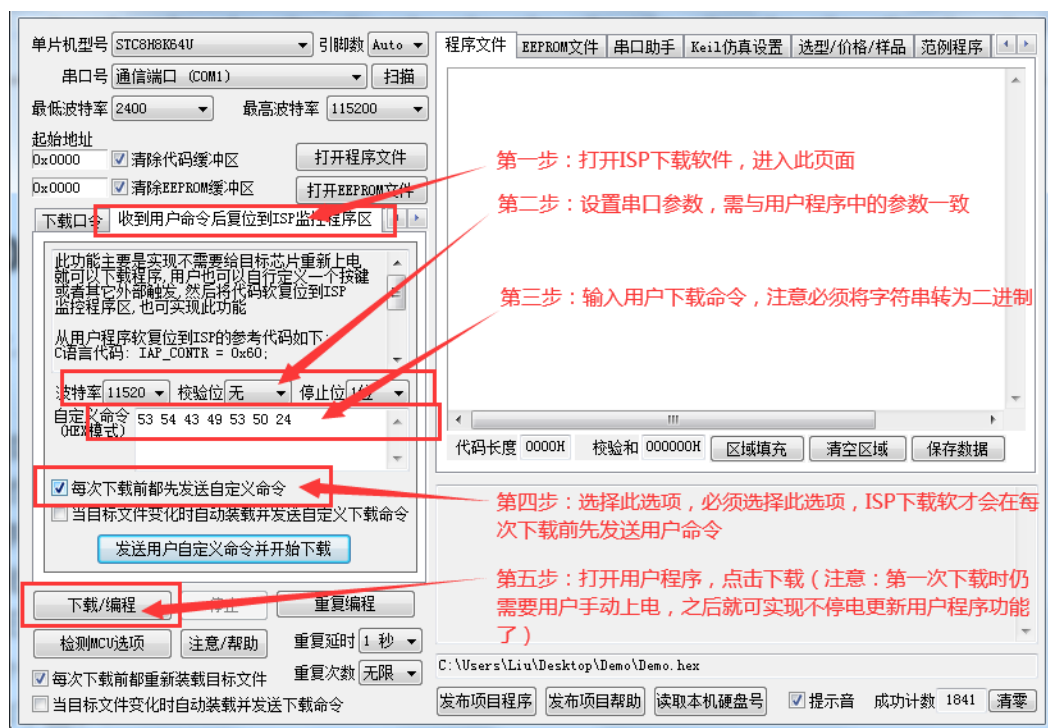 单片机型号 STC8H8K64U 引脚数 Auto
串口号 通信端口 (COM1) 扫描
最低波特率 2400 最高波特率 115200
起始地址
0x0000 清除代码缓冲区 打开程序文件
0x0000 清除EEPROM缓冲区 打开EEPROM文件
下载口令 收到用户命令后复位到ISP监控程序区
此功能主要是实现不需要给目标芯片重新上电
就可以下载程序,用户也可以自行定义一个按键
或者其它外部触发,然后将代码软复位到ISP
监控程序区,也可实现此功能
从用户程序软复位到ISP的参考代码如下:
C语言代码: IAP_CONTR = 0x60;
波特率 11520 校验位 无 停止位 1位
自定义命令 53 54 43 49 53 50 24
(HEX模式)
每次下载前都先发送自定义命令
当目标文件变化时自动装载并发送自定义下载命令
发送用户自定义命令并开始下载
下载/编程 停止 重复编程
检测MCU选项 注意/帮助 重复延时 1 秒
每次下载前都重新装载目标文件 重复次数 无限
当目标文件变化时自动装载并发送下载命令
程序文件 EEPROM文件 串口助手 Keil仿真设置 选型/价格/样品 范例程序
第一步：打开ISP下载软件，进入此页面
第二步：设置串口参数，需与用户程序中的参数一致
第三步：输入用户下载命令，注意必须将字符串转为二进制
代码长度 0000H 校验和 000000H 区域填充 清空区域 保存数据
第四步：选择此选项，必须选择此选项，ISP下载软才会在每
次下载前先发送用户命令
第五步：打开用户程序，点击下载（注意：第一次下载时仍
需要用户手动上电，之后就可实现不停电更新用户程序功能
了）
C:\Users\Liu\Desktop\Demo\Demo.hex
发布项目程序 发布项目帮助 读取本机硬盘号 提示音 成功计数 1841 清零